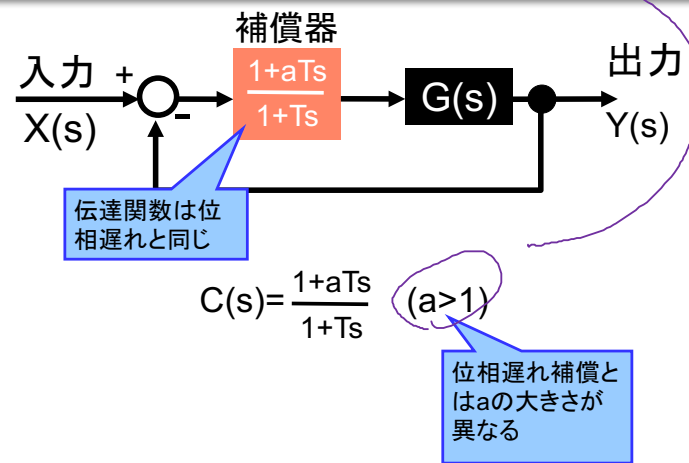 補償器
入力
+
1+aTs
1+Ts
G(s)
出力
X(s)
-
Y(s)
伝達関数は位
相遅れと同じ
C(s)=
1+aTs
1+Ts
(a>1)
位相遅れ補償と
はaの大きさが
異なる